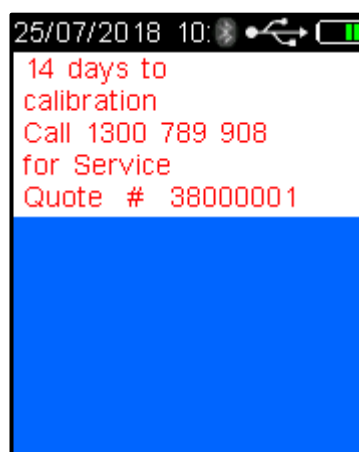 25/07/2018 10:
14 days to
calibration
Call 1300 789 908
for Service
Quote # 38000001